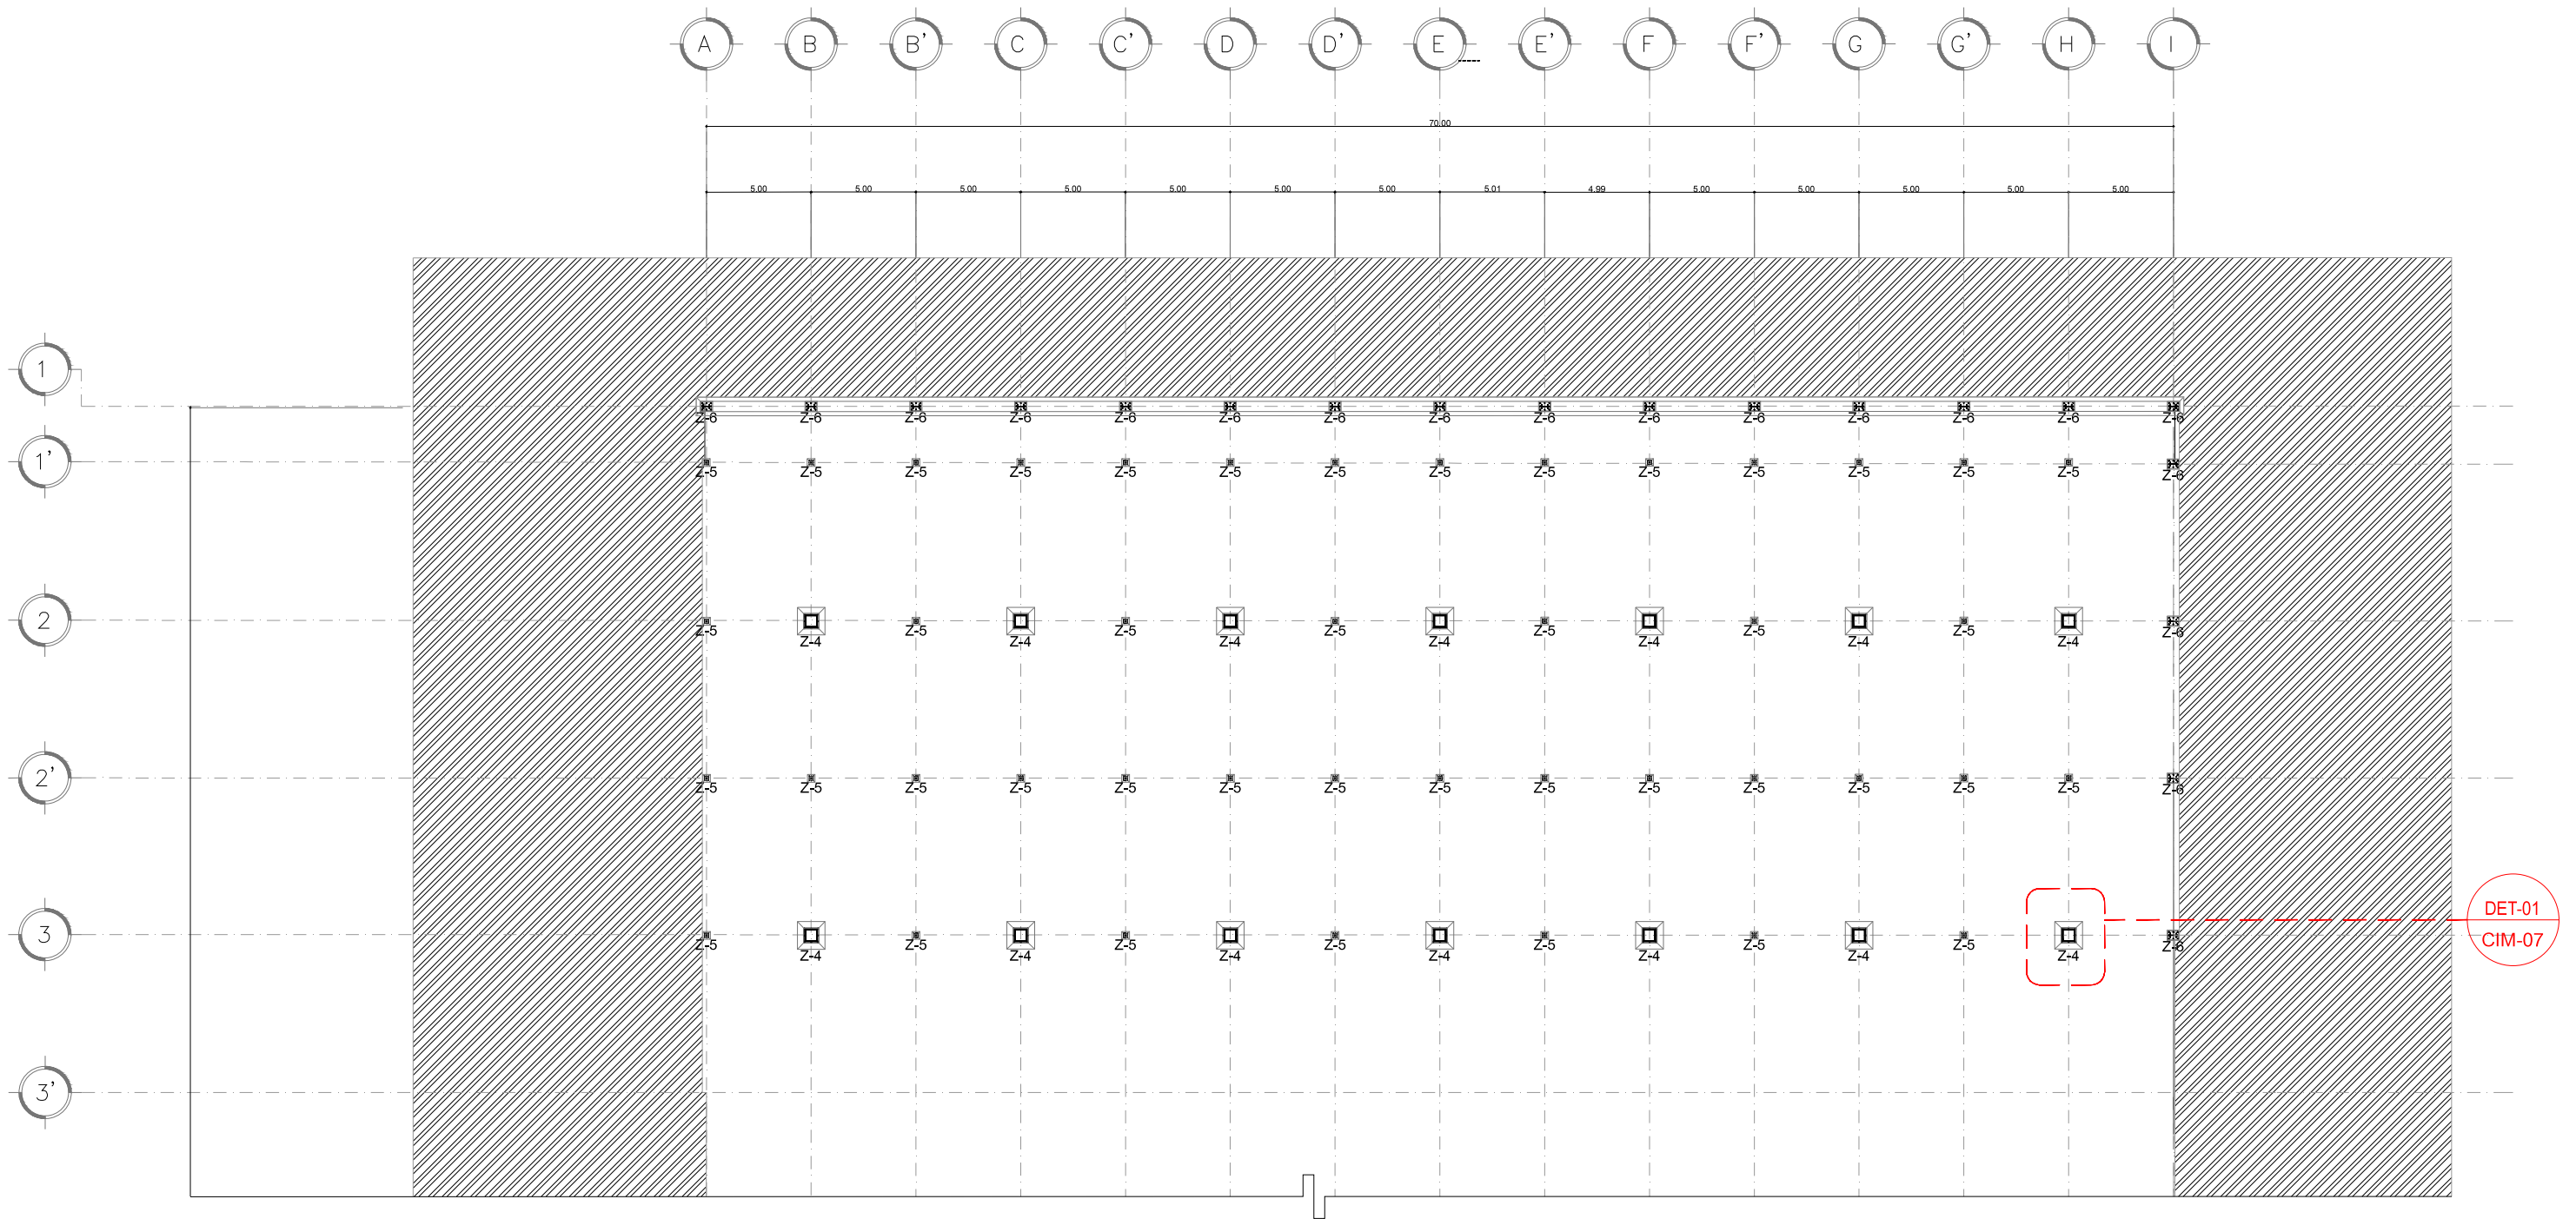 A B B' C C' D D' E E' F F' G G' H I
70.00
5.00 5.00 5.00 5.00 5.00 5.00 5.00 5.01 4.99 5.00 5.00 5.00 5.00 5.00
1
Z-6 Z-6 Z-6 Z-6 Z-6 Z-6 Z-6 Z-6 Z-6 Z-6 Z-6 Z-6 Z-6 Z-6 Z-6
1'
Z-5 Z-5 Z-5 Z-5 Z-5 Z-5 Z-5 Z-5 Z-5 Z-5 Z-5 Z-5 Z-5 Z-5 Z-6
2
Z-5 Z-4 Z-5 Z-4 Z-5 Z-4 Z-5 Z-4 Z-5 Z-4 Z-5 Z-4 Z-5 Z-4 Z-6
2'
Z-5 Z-5 Z-5 Z-5 Z-5 Z-5 Z-5 Z-5 Z-5 Z-5 Z-5 Z-5 Z-5 Z-5 Z-6
DET-01
CIM-07
3
Z-5 Z-4 Z-5 Z-4 Z-5 Z-4 Z-5 Z-4 Z-5 Z-4 Z-5 Z-4 Z-5 Z-4 Z-6
3'